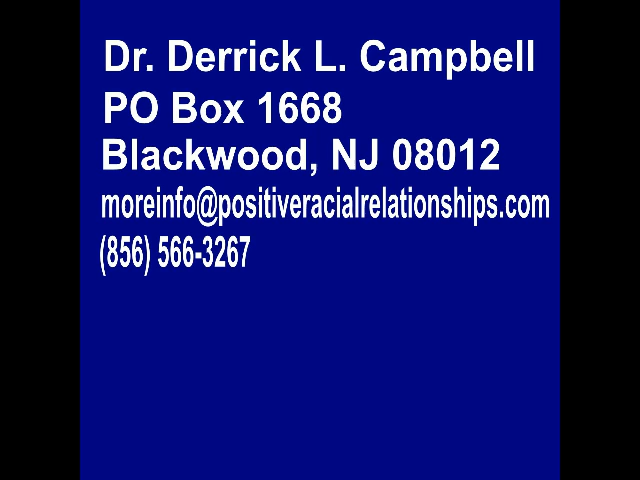 Dr. Derrick L. Campbell
PO Box 1668
Blackwood, NJ 08012
moreinfo@positiveracialrelationships.com
(856) 566-3267